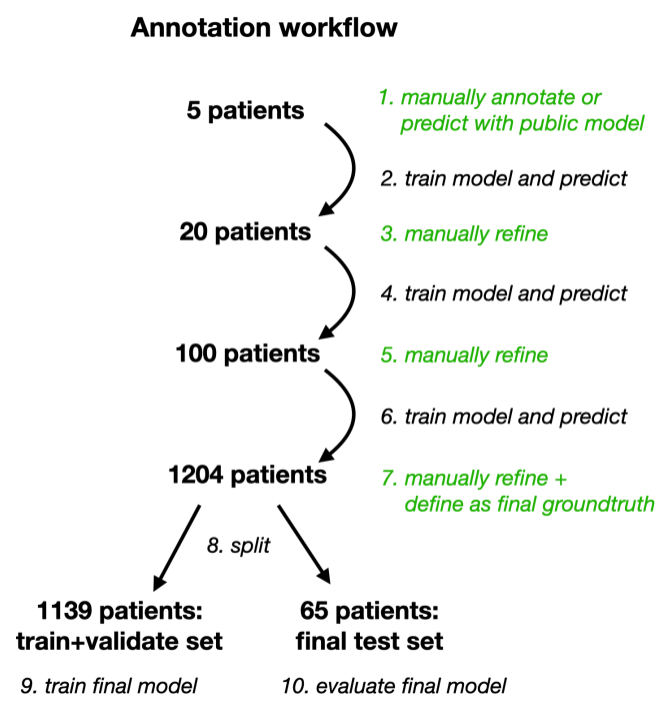 Annotation workflow
5 patients
1. manually annotate or
predict with public model
2. train model and predict
20 patients
3. manually refine
4. train model and predict
100 patients
5. manually refine
6. train model and predict
1204 patients
7. manually refine +
define as final groundtruth
8. split
1139 patients:
train+validate set
65 patients:
final test set
9. train final model
10. evaluate final model